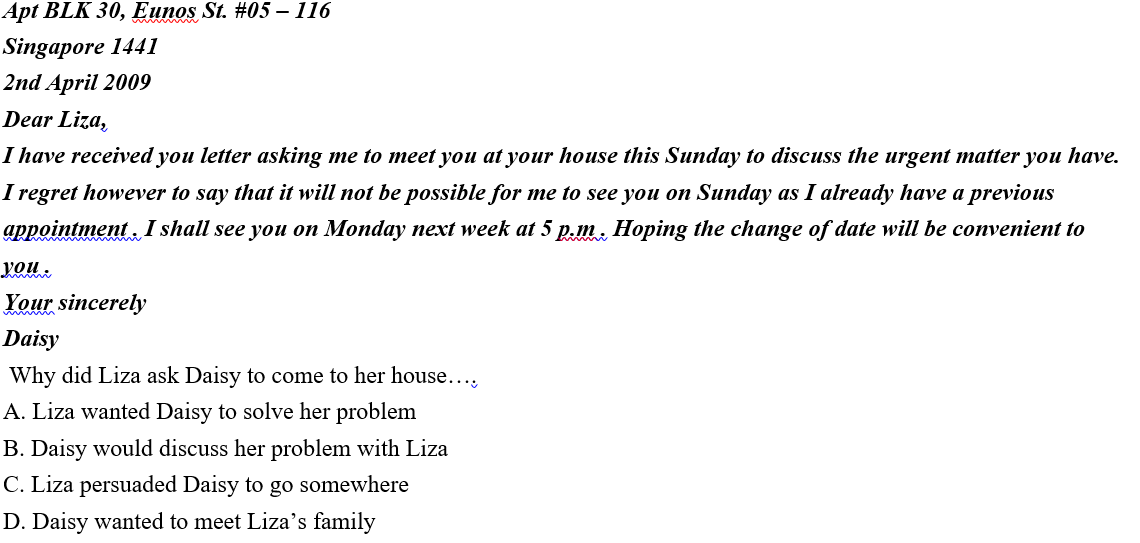 Apt BLK 30, Eunos St. #05 – 116
Singapore 1441
2nd April 2009
Dear Liza,
I have received you letter asking me to meet you at your house this Sunday to discuss the urgent matter you have.
I regret however to say that it will not be possible for me to see you on Sunday as I already have a previous
appointment . I shall see you on Monday next week at 5 p.m . Hoping the change of date will be convenient to
you .
Your sincerely
Daisy
Why did Liza ask Daisy to come to her house….
A. Liza wanted Daisy to solve her problem
B. Daisy would discuss her problem with Liza
C. Liza persuaded Daisy to go somewhere
D. Daisy wanted to meet Liza’s family